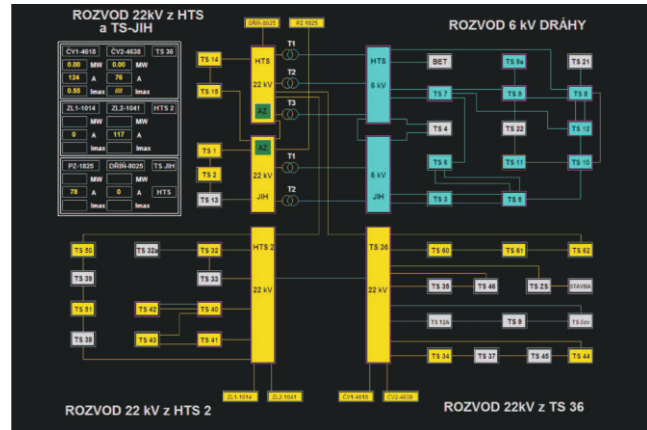 ROZVOD 22kV z HTS
a TS-JIH
DŘÍŇ-8025 PZ-1825
ROZVOD 6 kV DRÁHY
ČV1-4618 ČV2-4638 TS 36
0.00 MW 0.00 MW
124 A 76 A
0.55 Imax //// Imax
ZL1-1014 ZL2-1041 HTS 2
MW MW
0 A 117 A
Imax Imax
PZ-1825 DŘÍŇ-8025 TS JIH
MW MW
78 A 0 A HTS
Imax Imax
TS 14
TS 15
HTS
22 kV
AZ
T1
T2
T3
HTS
6 kV
BET TS 9a TS 21
TS 7 TS 9 TS 8
TS 4 TS 22 TS 12
TS 6 TS 11 TS 10
TS 3 TS 5
TS 1
TS 2
TS 13
AZ
22 kV
JIH
T1
T2
6 kV
JIH
TS 50 TS 32a TS 32
TS 39 TS 33
TS 51 TS 42 TS 40
TS 38 TS 43 TS 41
HTS 2
22 kV
TS 36
22 kV
TS 60 TS 61 TS 62
TS 35 TS 46 TS ZS STAVBA
TS 12A TS 9 TS Čov
TS 34 TS 37 TS 45 TS 44
ZL1-1014 ZL2-1041
ČV1-4618 ČV2-4638
ROZVOD 22 kV z HTS 2
ROZVOD 22kV z TS 36